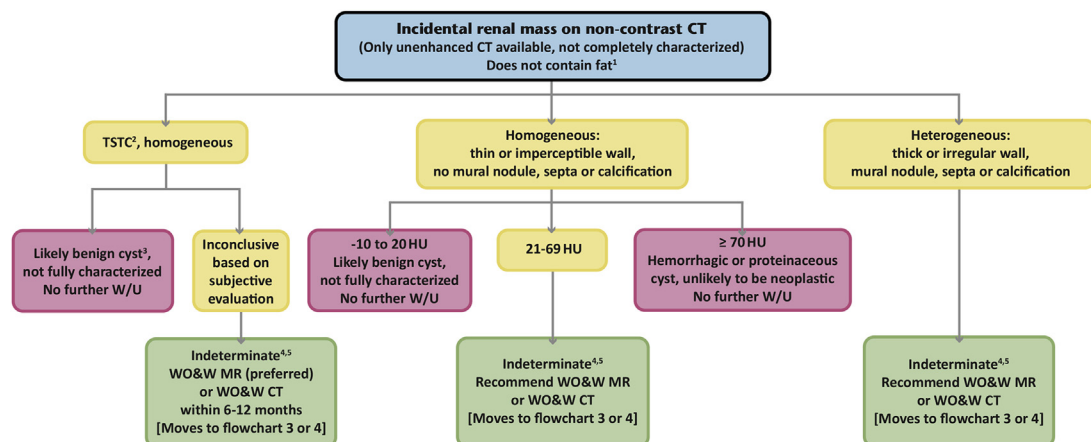 Incidental renal mass on non-contrast CT
(Only unenhanced CT available, not completely characterized)
Does not contain fat¹
TSTC², homogeneous
Homogeneous:
thin or imperceptible wall,
no mural nodule, septa or calcification
Heterogeneous:
thick or irregular wall,
mural nodule, septa or calcification
Likely benign cyst³,
not fully characterized
No further W/U
Inconclusive
based on
subjective
evaluation
-10 to 20 HU
Likely benign cyst,
not fully characterized
No further W/U
21-69 HU
≥ 70 HU
Hemorrhagic or proteinaceous
cyst, unlikely to be neoplastic
No further W/U
Indeterminate⁴,⁵
WO&W MR (preferred)
or WO&W CT
within 6-12 months
[Moves to flowchart 3 or 4]
Indeterminate⁴,⁵
Recommend WO&W MR
or WO&W CT
[Moves to flowchart 3 or 4]
Indeterminate⁴,⁵
Recommend WO&W MR
or WO&W CT
[Moves to flowchart 3 or 4]